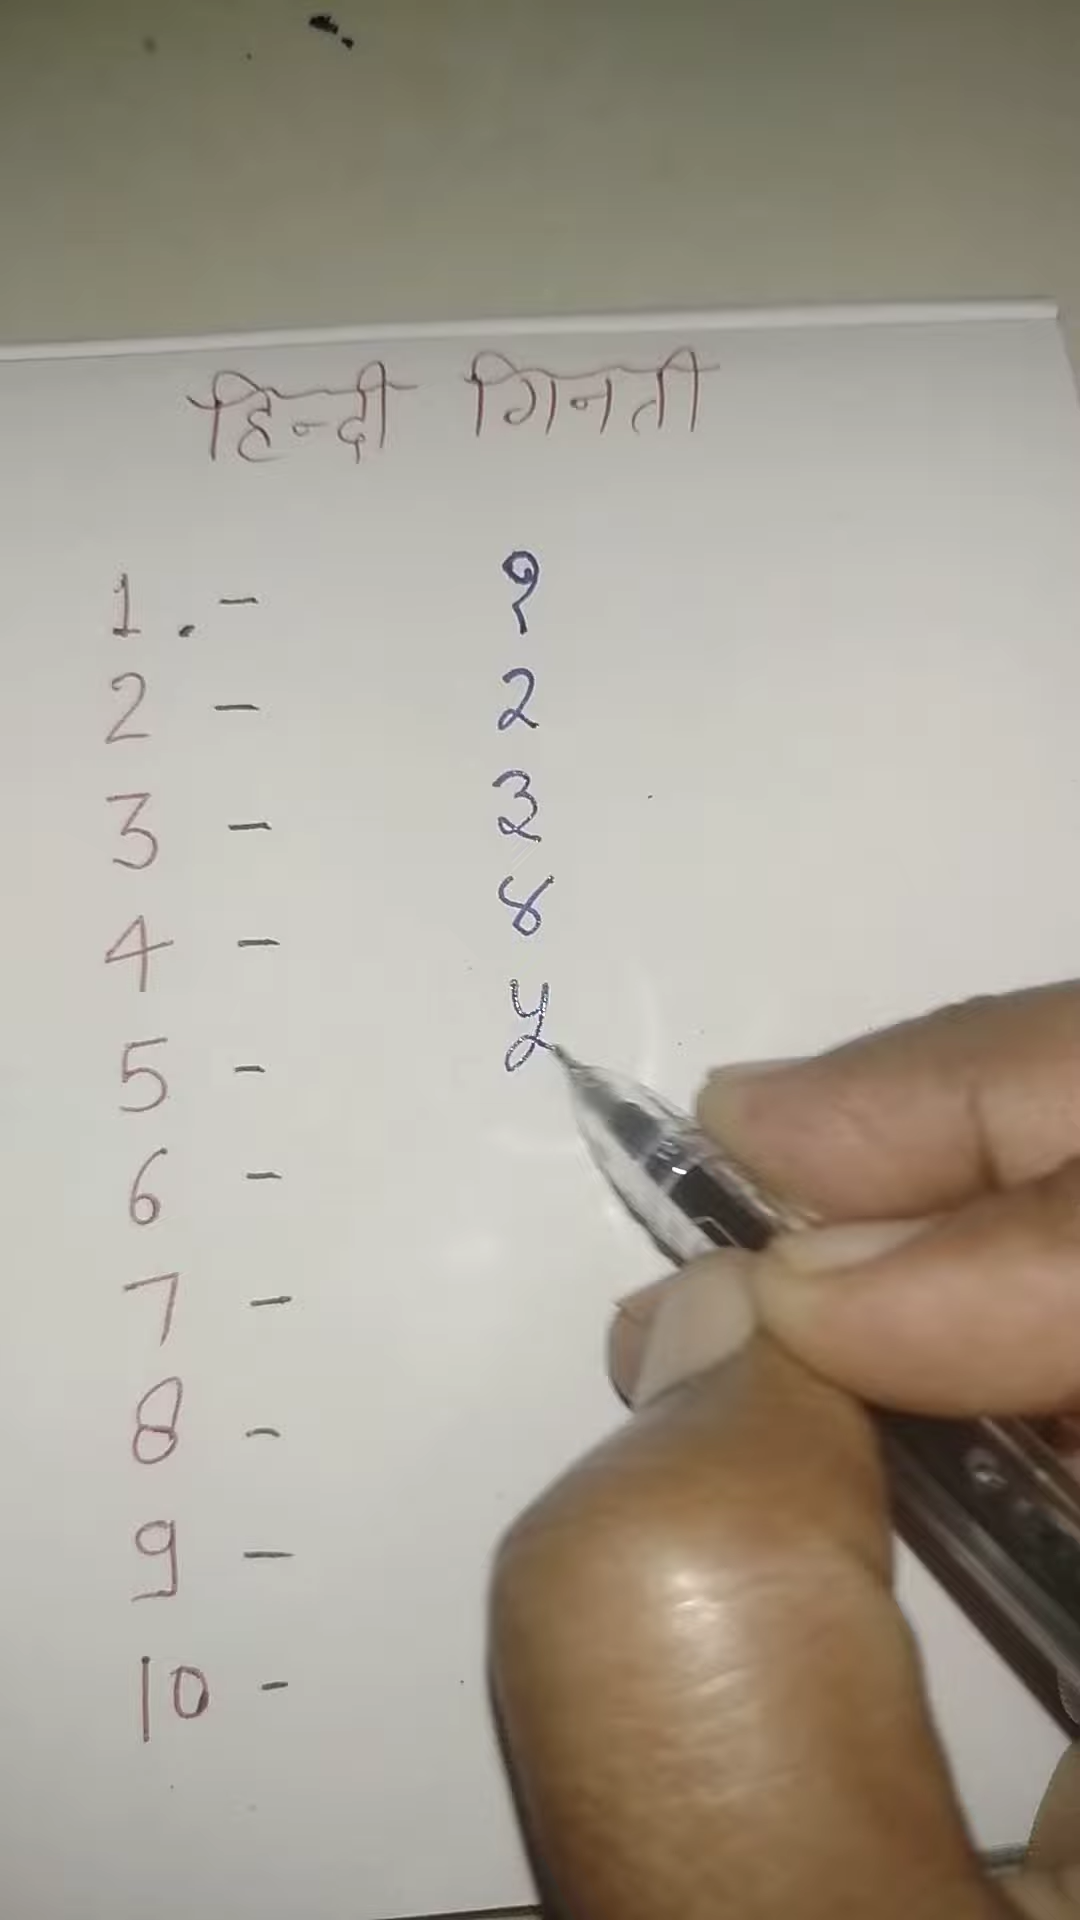 हिन्दी गिनती
1. - १
2 - २
3 - ३
4 - ४
5 - ५
6 -
7 -
8 -
9 -
10 -